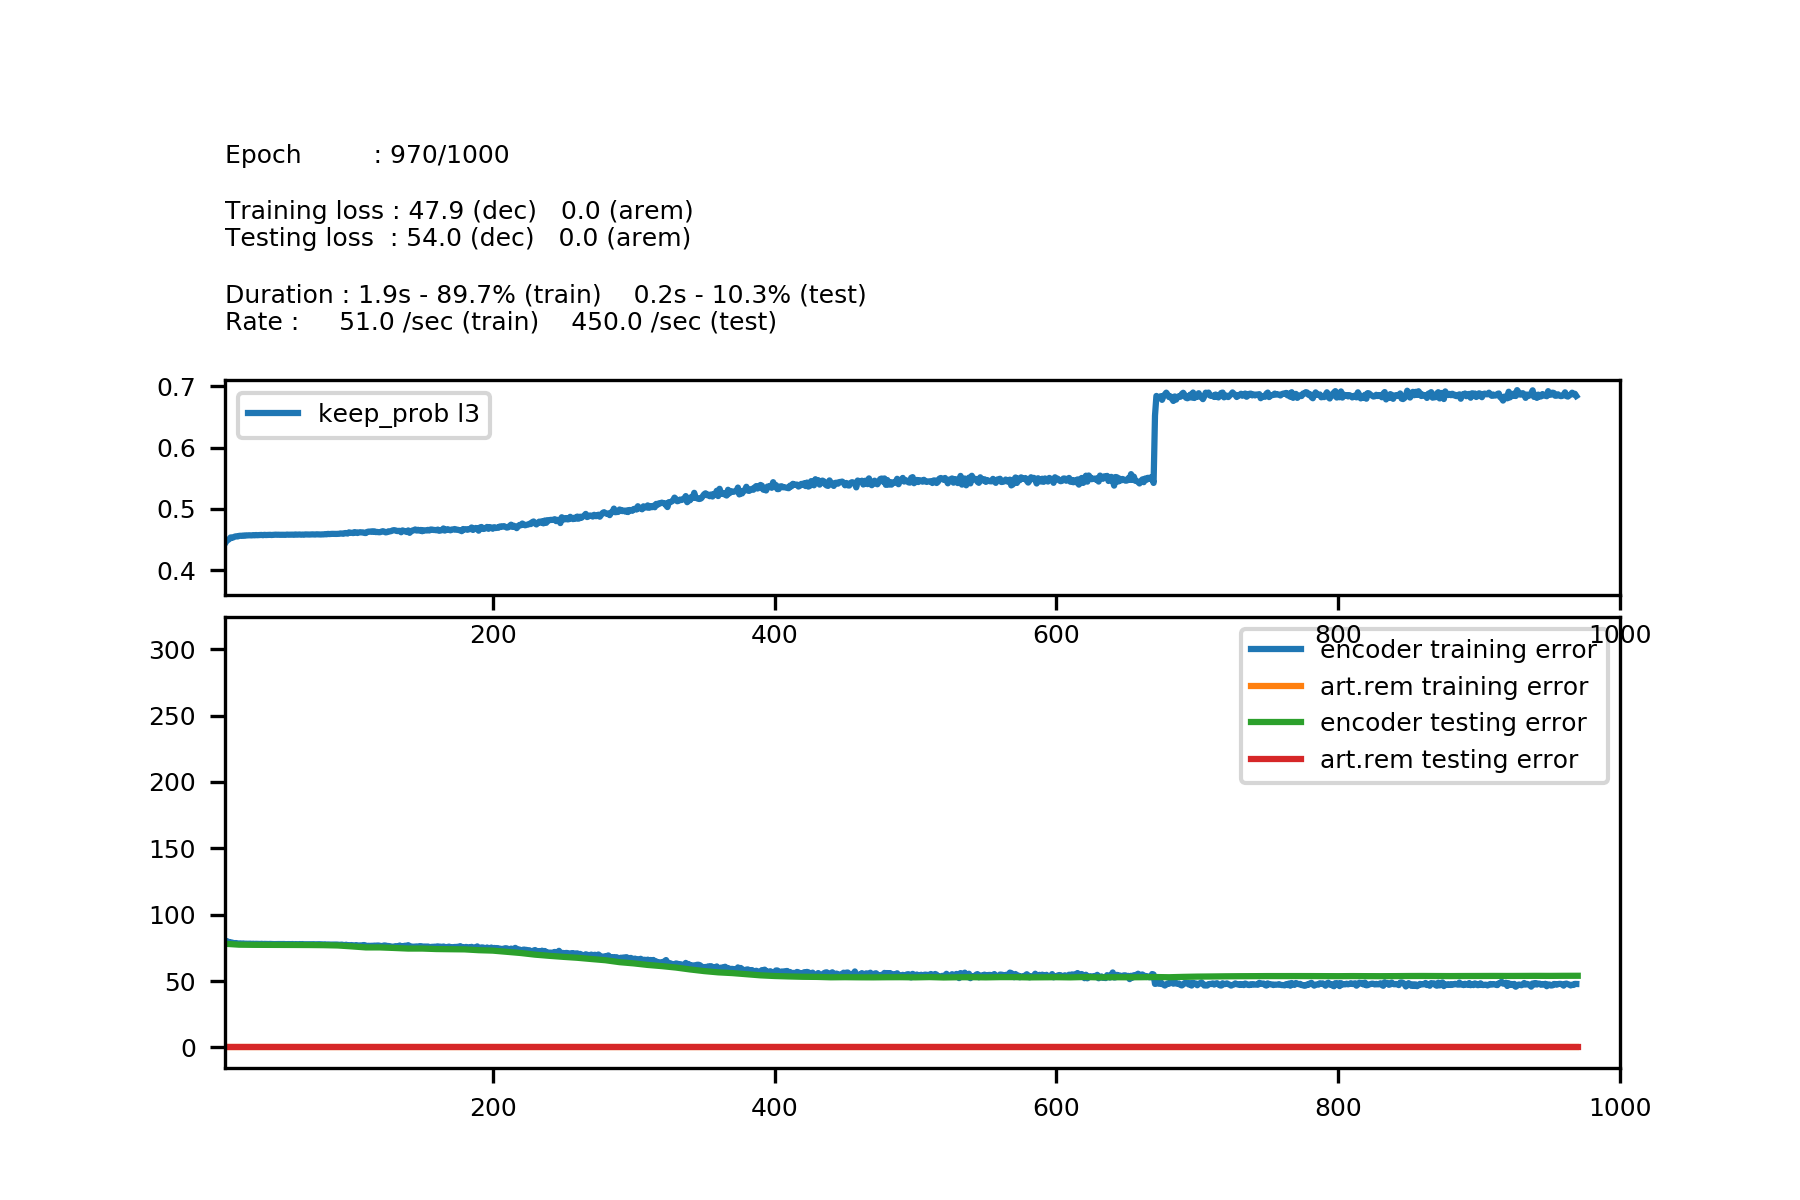 Epoch : 970/1000
Training loss : 47.9 (dec) 0.0 (arem)
Testing loss : 54.0 (dec) 0.0 (arem)
Duration : 1.9s - 89.7% (train) 0.2s - 10.3% (test)
Rate : 51.0 /sec (train) 450.0 /sec (test)
0.7
0.6
0.5
0.4
keep_prob l3
200 400 600 800 1000
300
250
200
150
100
50
0
encoder training error
art.rem training error
encoder testing error
art.rem testing error
200 400 600 800 1000